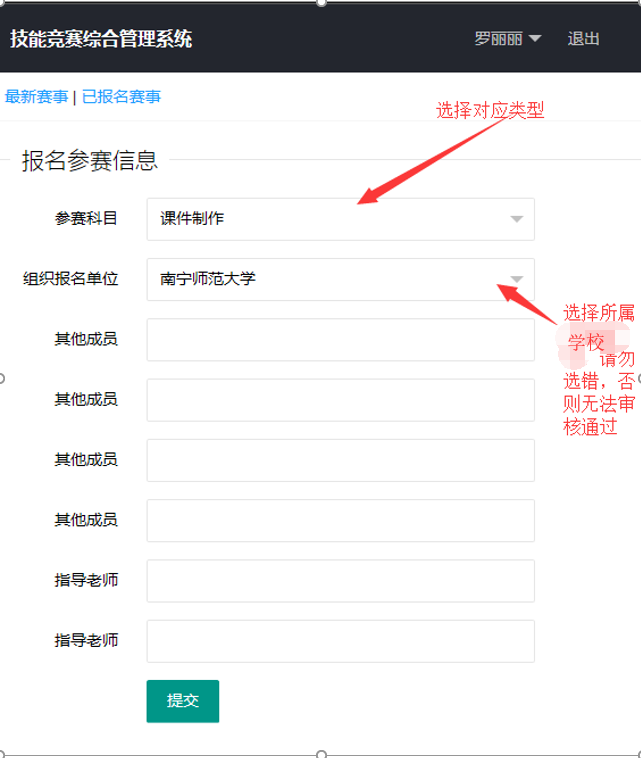 技能竞赛综合管理系统 罗丽丽 退出
最新赛事 | 已报名赛事
选择对应类型
报名参赛信息
参赛科目 课件制作
组织报名单位 南宁师范大学
选择所属
学校
请勿
选错，否
则无法审
核通过
其他成员
其他成员
其他成员
其他成员
指导老师
指导老师
提交